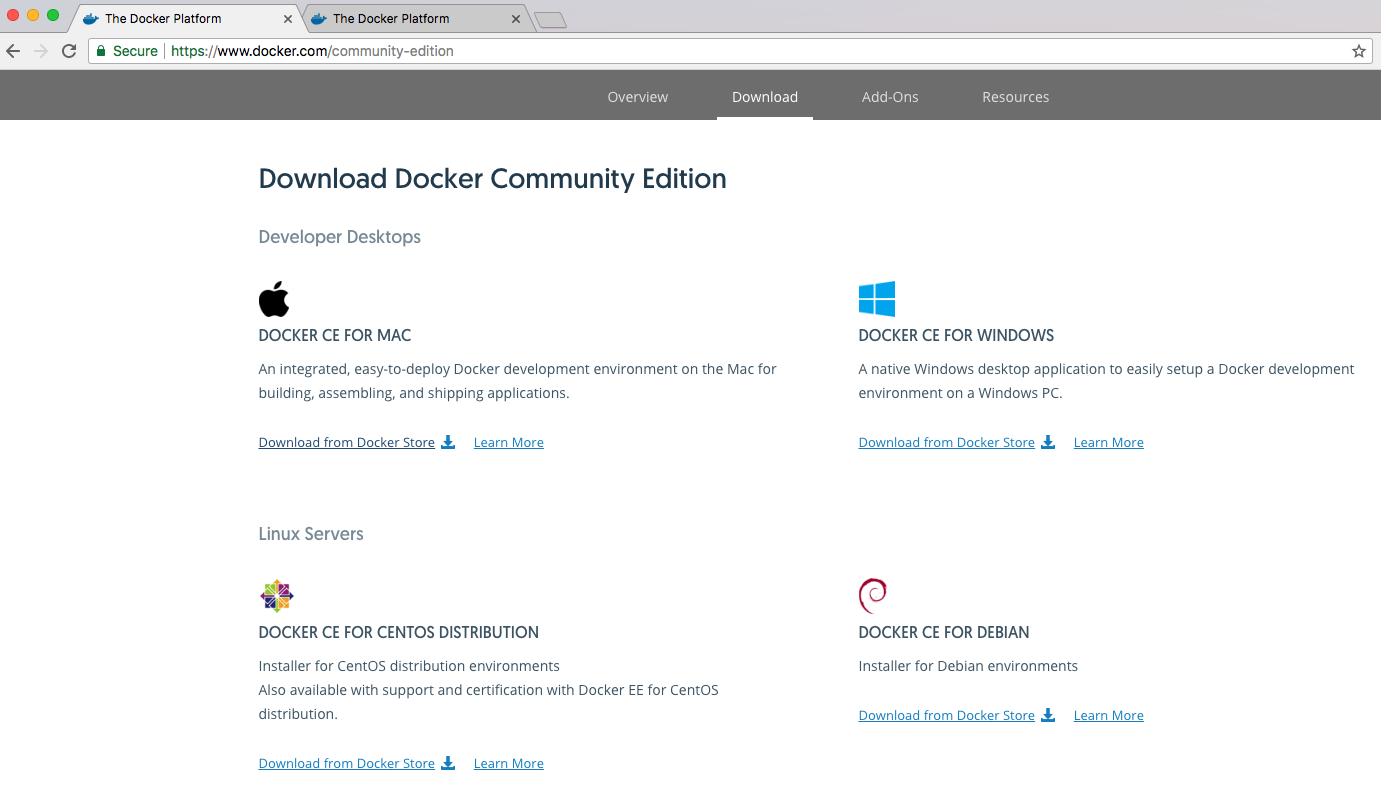 The Docker Platform
The Docker Platform
Secure https://www.docker.com/community-edition
Overview Download Add-Ons Resources
Download Docker Community Edition
Developer Desktops
DOCKER CE FOR MAC
An integrated, easy-to-deploy Docker development environment on the Mac for
building, assembling, and shipping applications.
Download from Docker Store Learn More
DOCKER CE FOR WINDOWS
A native Windows desktop application to easily setup a Docker development
environment on a Windows PC.
Download from Docker Store Learn More
Linux Servers
DOCKER CE FOR CENTOS DISTRIBUTION
Installer for CentOS distribution environments
Also available with support and certification with Docker EE for CentOS
distribution.
Download from Docker Store Learn More
DOCKER CE FOR DEBIAN
Installer for Debian environments
Download from Docker Store Learn More